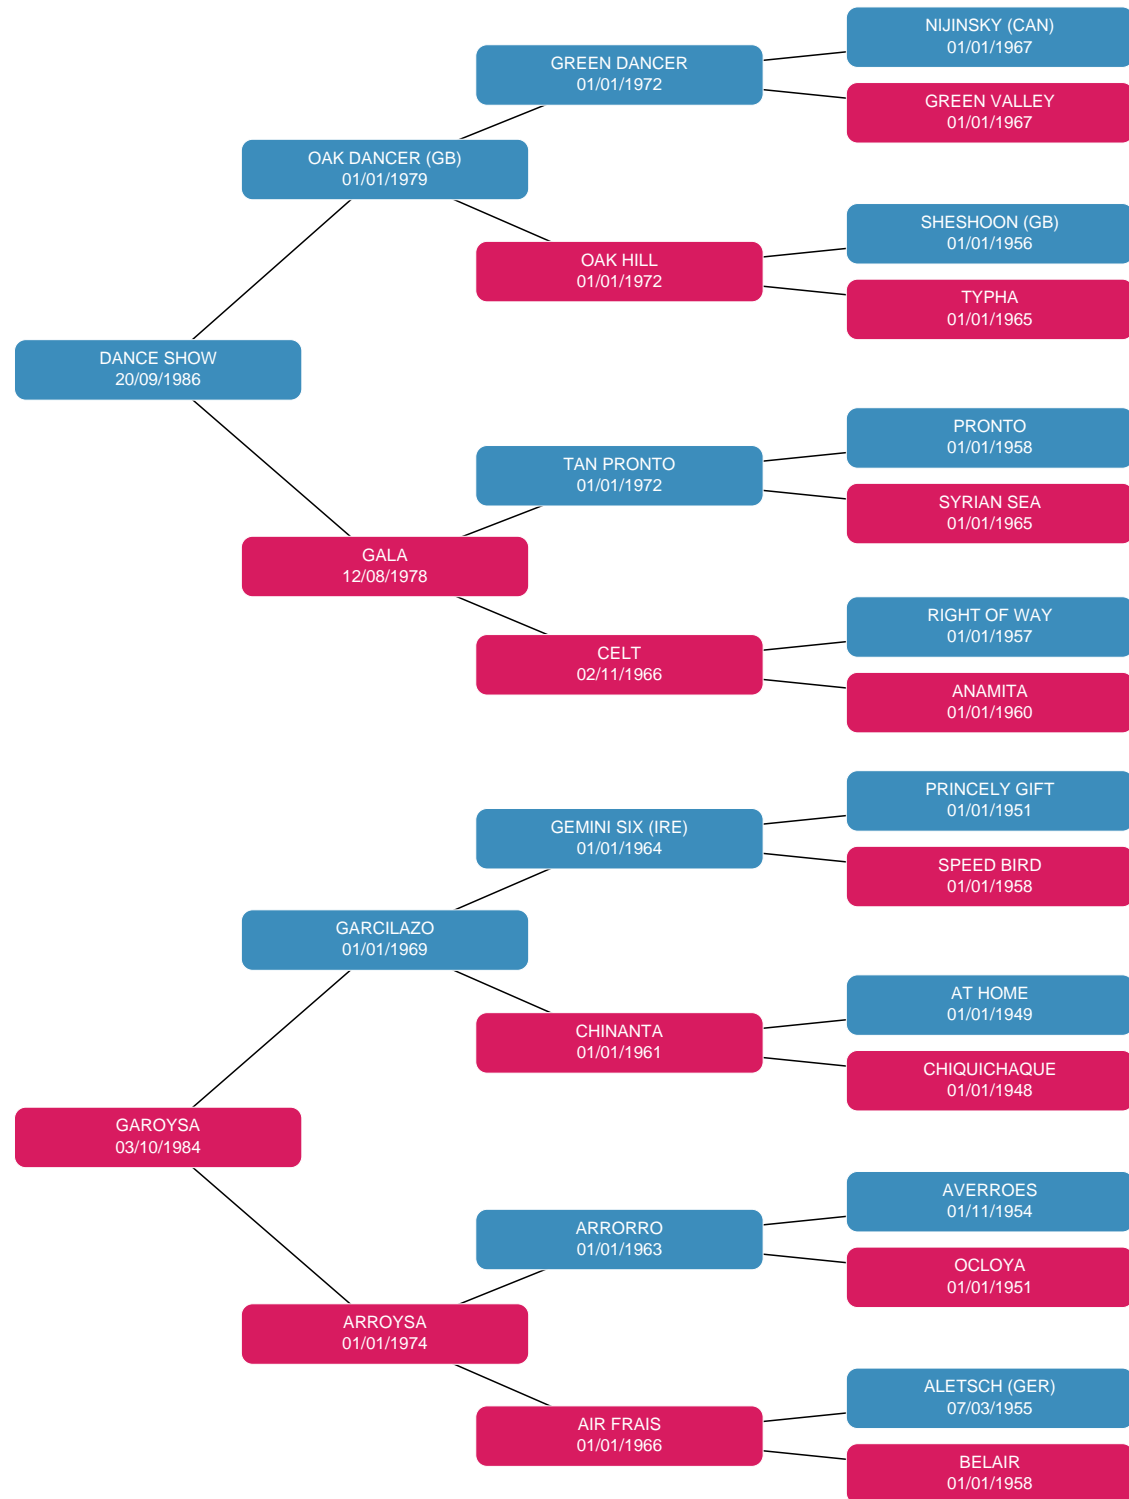 NIJINSKY (CAN)
01/01/1967
GREEN DANCER
01/01/1972
GREEN VALLEY
01/01/1967
OAK DANCER (GB)
01/01/1979
SHESHOON (GB)
01/01/1956
OAK HILL
01/01/1972
TYPHA
01/01/1965
DANCE SHOW
20/09/1986
PRONTO
01/01/1958
TAN PRONTO
01/01/1972
SYRIAN SEA
01/01/1965
GALA
12/08/1978
RIGHT OF WAY
01/01/1957
CELT
02/11/1966
ANAMITA
01/01/1960
PRINCELY GIFT
01/01/1951
GEMINI SIX (IRE)
01/01/1964
SPEED BIRD
01/01/1958
GARCILAZO
01/01/1969
AT HOME
01/01/1949
CHINANTA
01/01/1961
CHIQUICHAQUE
01/01/1948
GAROYSA
03/10/1984
AVERROES
01/11/1954
ARRORRO
01/01/1963
OCLOYA
01/01/1951
ARROYSA
01/01/1974
ALETSCH (GER)
07/03/1955
AIR FRAIS
01/01/1966
BELAIR
01/01/1958